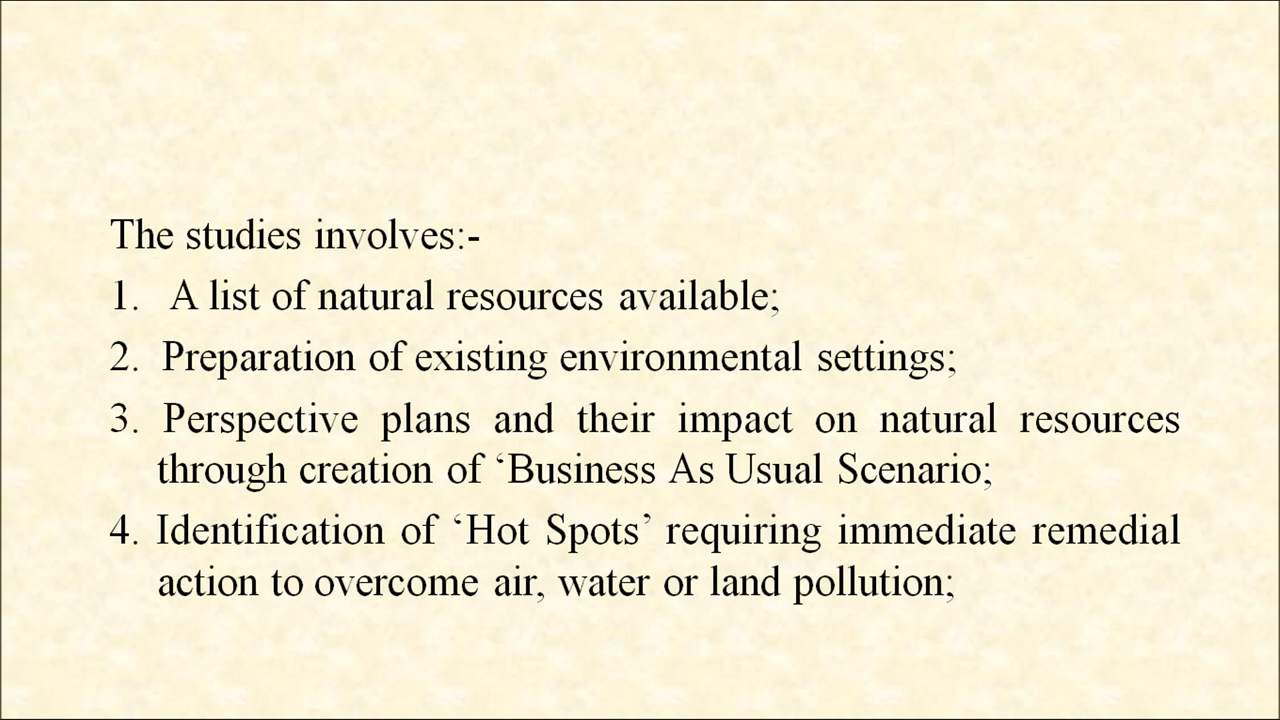 The studies involves:-
1. A list of natural resources available;
2. Preparation of existing environmental settings;
3. Perspective plans and their impact on natural resources
through creation of ‘Business As Usual Scenario;
4. Identification of ‘Hot Spots’ requiring immediate remedial
action to overcome air, water or land pollution;